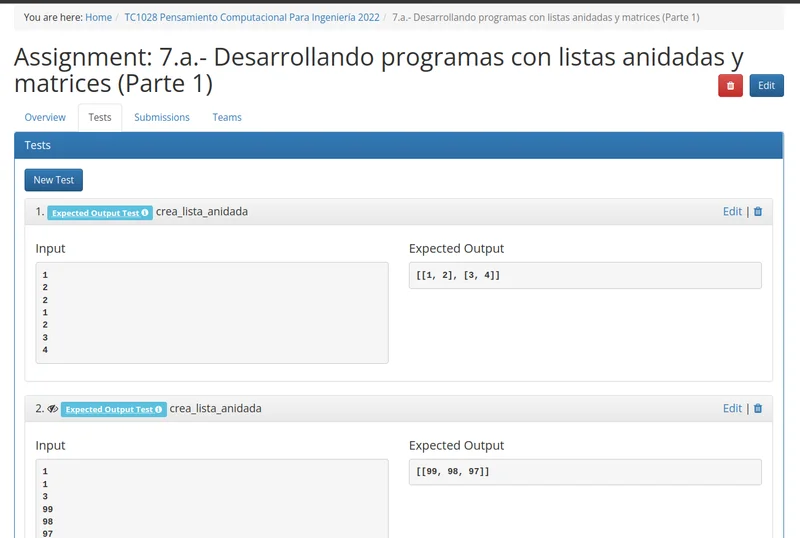 You are here: Home / TC1028 Pensamiento Computacional Para Ingenieria 2022 / 7.a.- Desarrollando programas con listas anidadas y matrices (Parte 1)
Assignment: 7.a.- Desarrollando programas con listas anidadas y
matrices (Parte 1)
Edit
Overview Tests Submissions Teams
Tests
New Test
1. Expected Output Test crea_lista_anidada Edit |
Input Expected Output
1 [[1, 2], [3, 4]]
2
2
1
2
3
4
2. Expected Output Test crea_lista_anidada Edit |
Input Expected Output
1 [[99, 98, 97]]
1
3
99
98
97